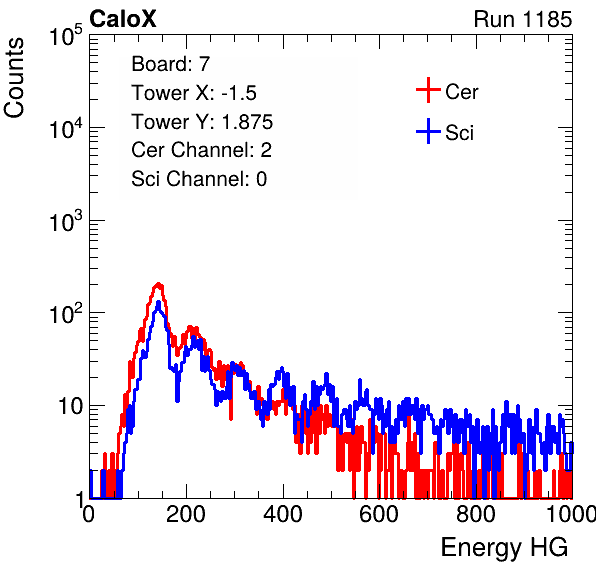 CaloX Run 1185
Counts
Board: 7
Tower X: -1.5
Tower Y: 1.875
Cer Channel: 2
Sci Channel: 0
Cer
Sci
10^5
10^4
10^3
10^2
10
1
0 200 400 600 800 1000
Energy HG